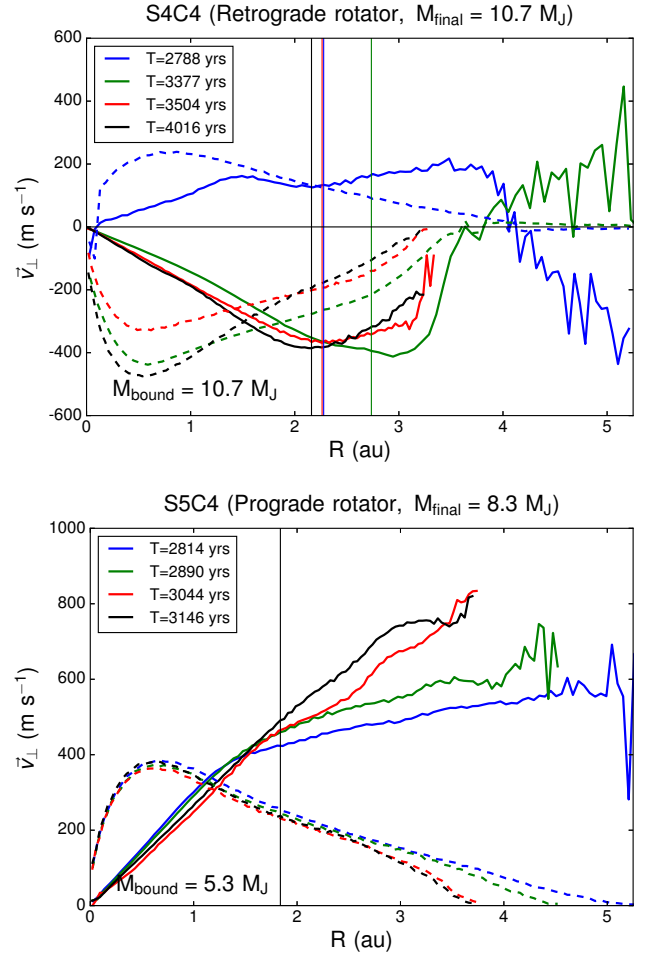 S4C4 (Retrograde rotator, M_final = 10.7 M_J)
600
400
200
0
-200
-400
-600
v⃗_⊥ (m s⁻¹)
T=2788 yrs
T=3377 yrs
T=3504 yrs
T=4016 yrs
M_bound = 10.7 M_J
0 1 2 3 4 5
R (au)
S5C4 (Prograde rotator, M_final = 8.3 M_J)
1000
800
600
400
200
0
v⃗_⊥ (m s⁻¹)
T=2814 yrs
T=2890 yrs
T=3044 yrs
T=3146 yrs
M_bound = 5.3 M_J
0 1 2 3 4 5
R (au)